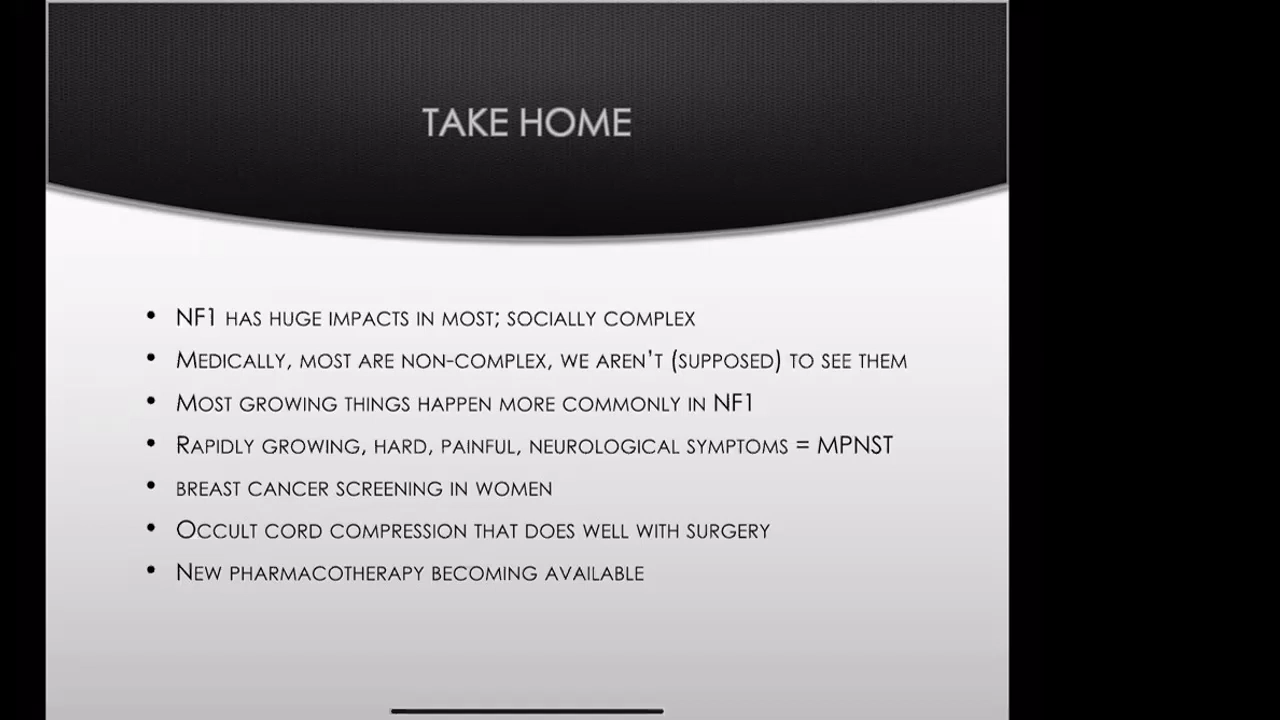 TAKE HOME
• NF1 HAS HUGE IMPACTS IN MOST; SOCIALLY COMPLEX
• MEDICALLY, MOST ARE NON-COMPLEX, WE AREN'T (SUPPOSED) TO SEE THEM
• MOST GROWING THINGS HAPPEN MORE COMMONLY IN NF1
• RAPIDLY GROWING, HARD, PAINFUL, NEUROLOGICAL SYMPTOMS = MPNST
• BREAST CANCER SCREENING IN WOMEN
• OCCULT CORD COMPRESSION THAT DOES WELL WITH SURGERY
• NEW PHARMACOTHERAPY BECOMING AVAILABLE